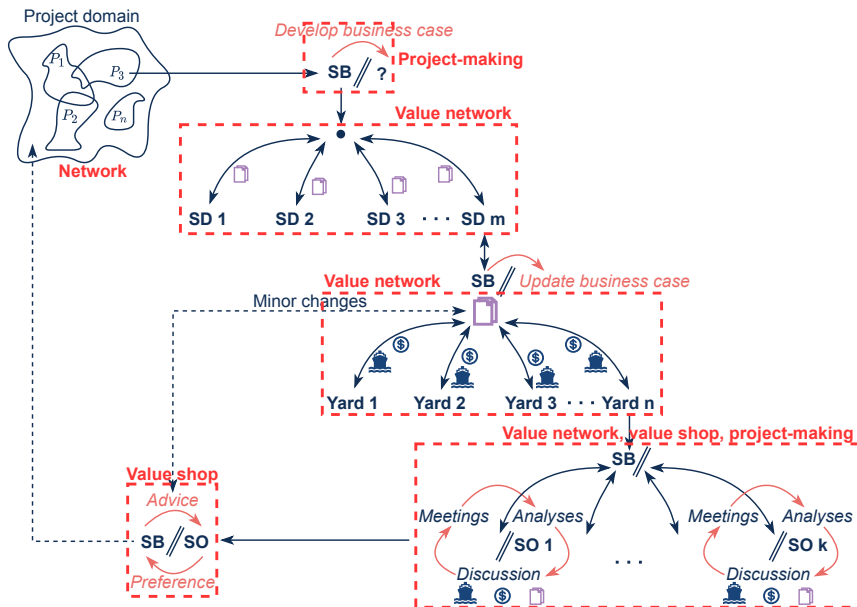 Project domain
P1
P3
P2
Pn
Network
Develop business case
SB // ?
Project-making
Value network
SD 1
SD 2
SD 3
· · ·
SD m
SB //
Update business case
Value network
Minor changes
$
$
$
$
Yard 1
Yard 2
Yard 3
· · ·
Yard n
Value network, value shop, project-making
SB //
Meetings
Analyses
// SO 1
Discussion
$
· · ·
Meetings
Analyses
// SO k
Discussion
$
Value shop
Advice
SB // SO
Preference